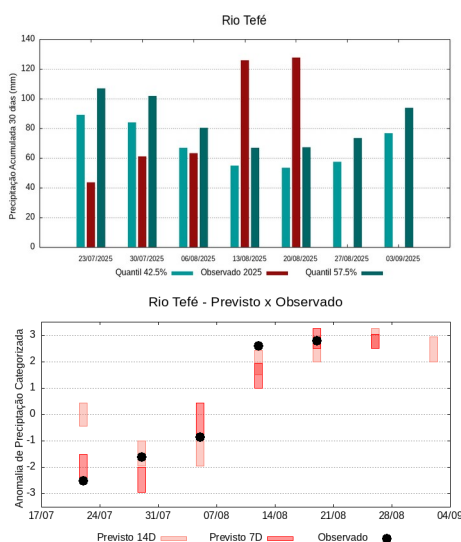 Rio Tefé
Precipitação Acumulada 30 dias (mm)
140
120
100
80
60
40
20
0
23/07/2025 30/07/2025 06/08/2025 13/08/2025 20/08/2025 27/08/2025 03/09/2025
Quantil 42.5% Observado 2025 Quantil 57.5%
Rio Tefé - Previsto x Observado
Anomalia de Precipitação Categorizada
3
2
1
0
-1
-2
-3
17/07 24/07 31/07 07/08 14/08 21/08 28/08 04/09
Previsto 14D Previsto 7D Observado